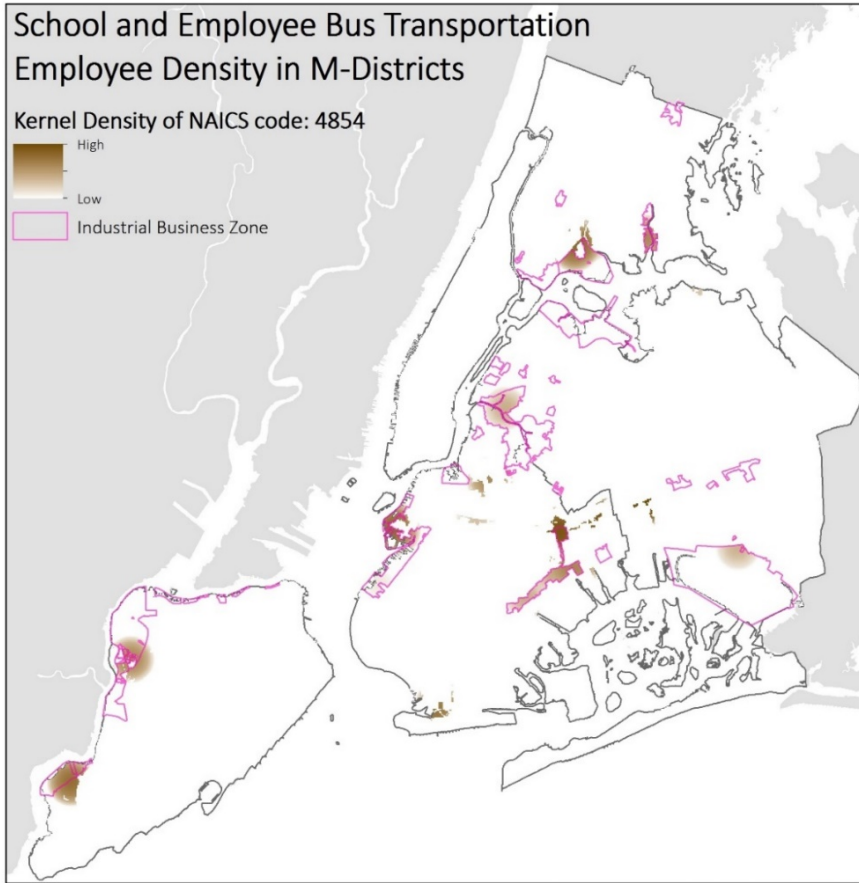 School and Employee Bus Transportation
Employee Density in M-Districts
Kernel Density of NAICS code: 4854
High
Low
Industrial Business Zone